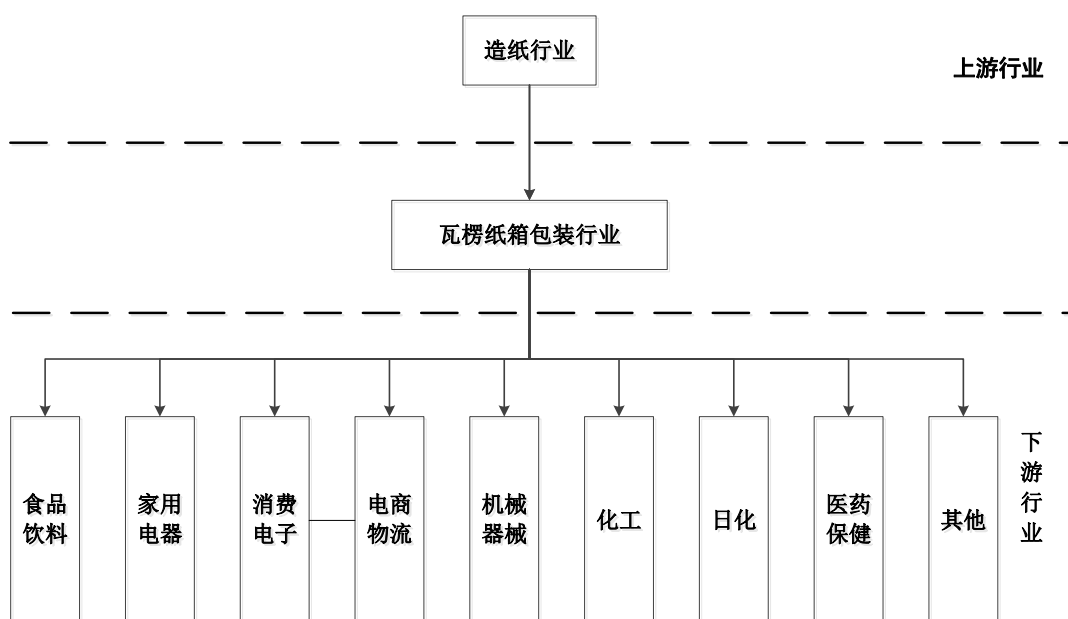 造纸行业
上游行业
瓦楞纸箱包装行业
食品
饮料
家用
电器
消费
电子
电商
物流
机械
器械
化工
日化
医药
保健
其他
下
游
行
业